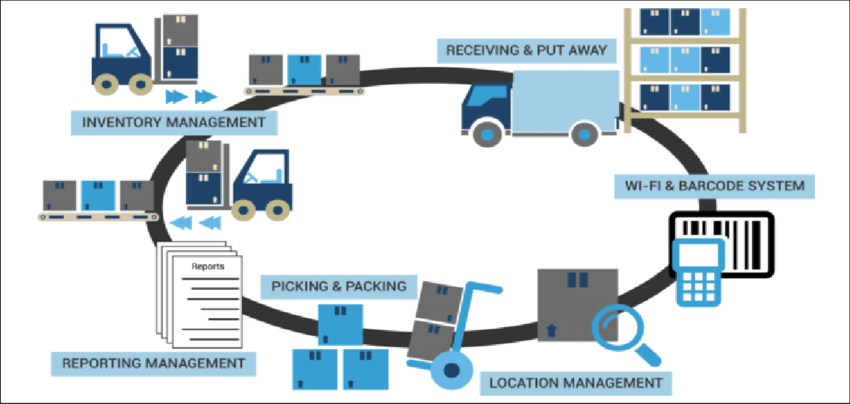 RECEIVING & PUT AWAY
INVENTORY MANAGEMENT
WI-FI & BARCODE SYSTEM
Reports
PICKING & PACKING
REPORTING MANAGEMENT
LOCATION MANAGEMENT